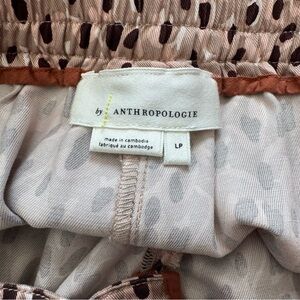 by ANTHROPOLOGIE
made in cambodia
fabriqué au cambodge
LP